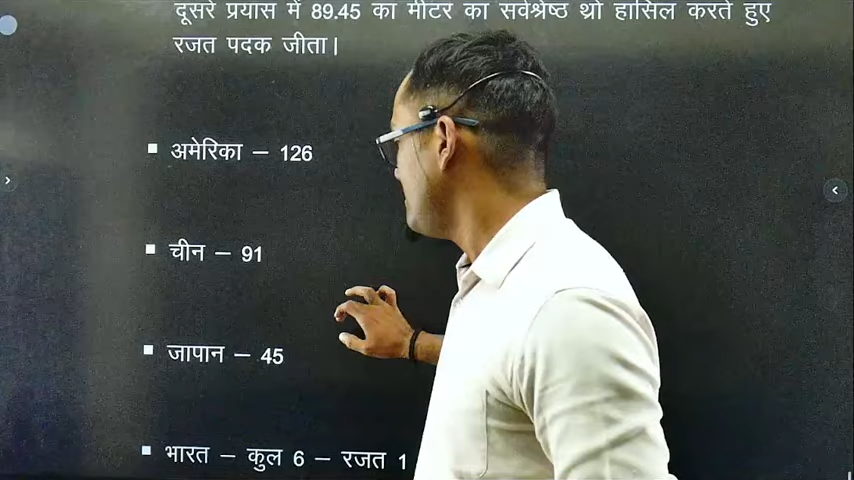 दूसरे प्रयास में 89.45 का मीटर का सर्वश्रेष्ठ थ्रो हासिल करते हुए
रजत पदक जीता।
▪ अमेरिका – 126
▪ चीन – 91
▪ जापान – 45
▪ भारत – कुल 6 – रजत 1